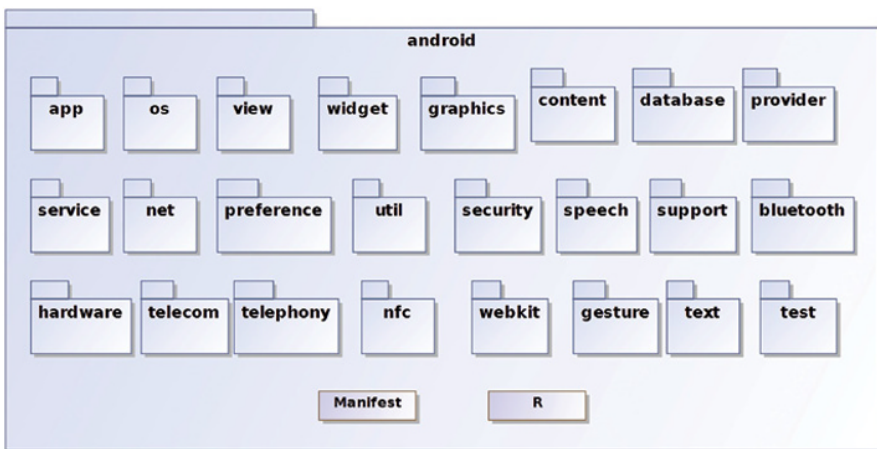 android
app os view widget graphics content database provider
service net preference util security speech support bluetooth
hardware telecom telephony nfc webkit gesture text test
Manifest R